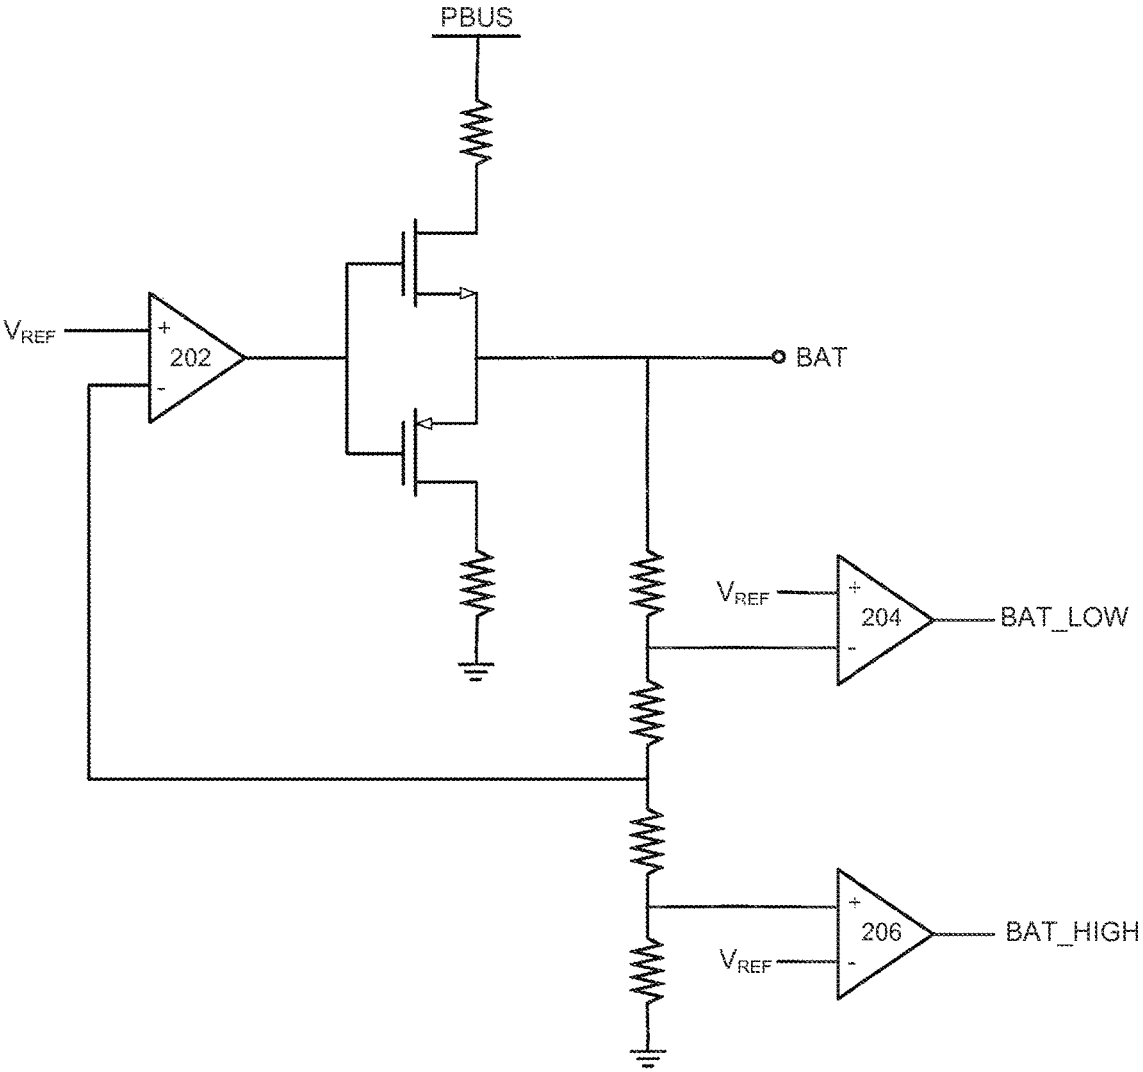 PBUS
VREF
+
202
-
BAT
VREF
+
204
-
BAT_LOW
+
206
-
BAT_HIGH
VREF